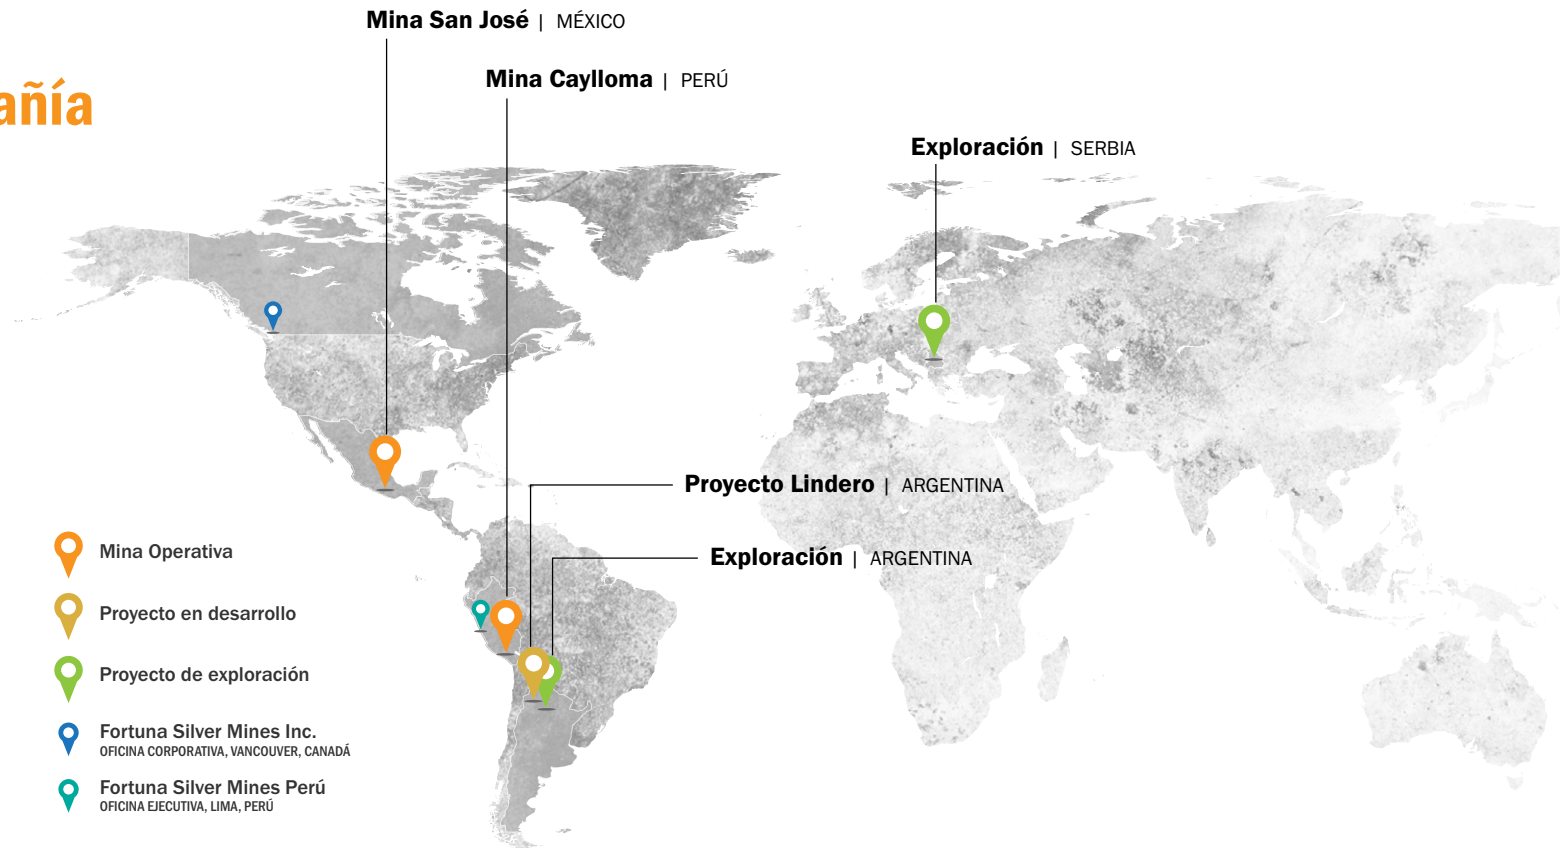 Mina San José | MÉXICO
Mina Caylloma | PERÚ
añía
Exploración | SERBIA
Proyecto Lindero | ARGENTINA
Exploración | ARGENTINA
Mina Operativa
Proyecto en desarrollo
Proyecto de exploración
Fortuna Silver Mines Inc.
OFICINA CORPORATIVA, VANCOUVER, CANADÁ
Fortuna Silver Mines Perú
OFICINA EJECUTIVA, LIMA, PERÚ